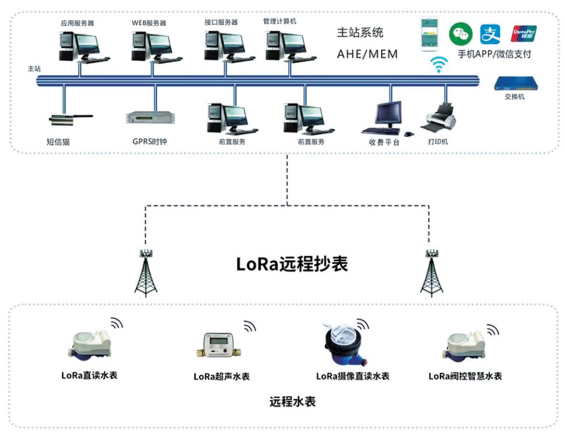 应用服务器
WEB服务器
接口服务器
管理计算机
主站系统
AHE/MEM
手机APP/微信支付
主站
交换机
短信猫
GPRS时钟
前置服务
前置服务
收费平台
打印机
LoRa远程抄表
LoRa直读水表
LoRa超声水表
LoRa摄像直读水表
LoRa阀控智慧水表
远程水表